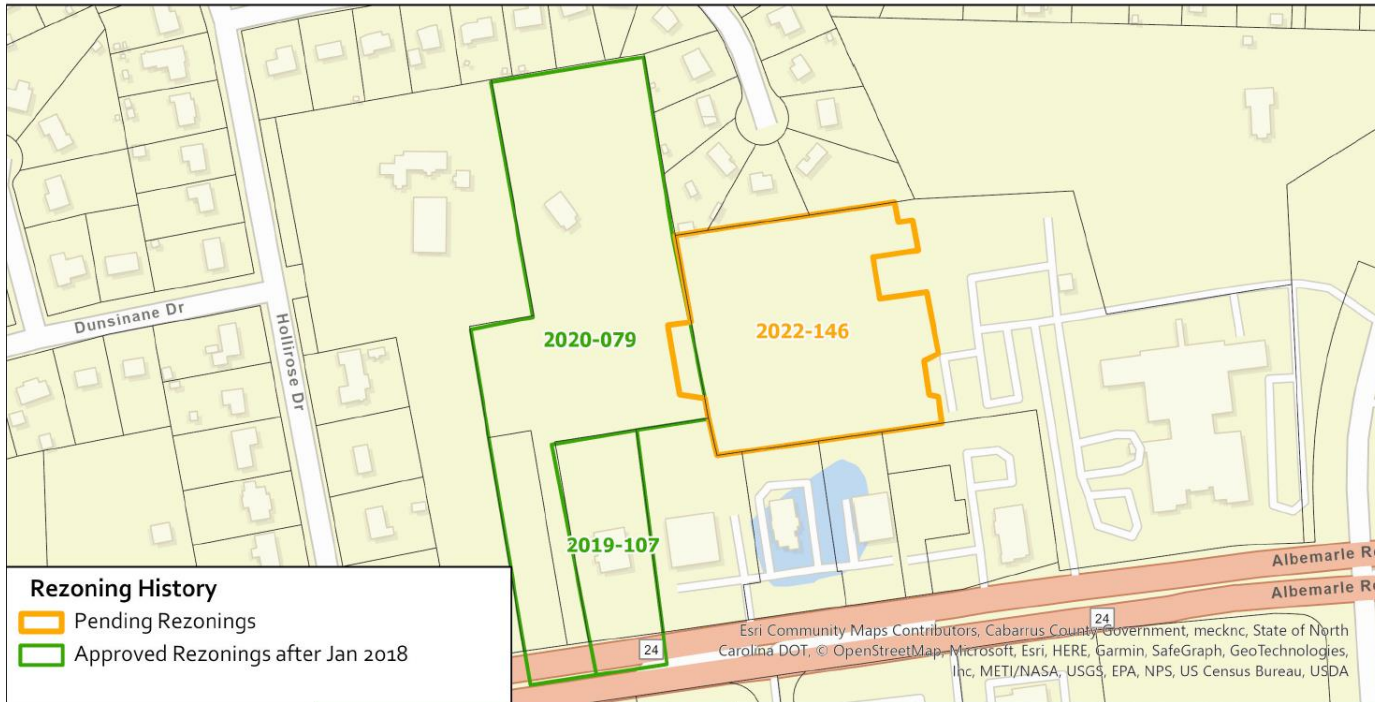 Dunsinane Dr
Hollirose Dr
2020-079
2022-146
2019-107
Albemarle Ro
Albemarle Ro
24
24
Rezoning History
Pending Rezonings
Approved Rezonings after Jan 2018
Esri Community Maps Contributors, Cabarrus County Government, mecknc, State of North
Carolina DOT, © OpenStreetMap, Microsoft, Esri, HERE, Garmin, SafeGraph, GeoTechnologies,
Inc, METI/NASA, USGS, EPA, NPS, US Census Bureau, USDA